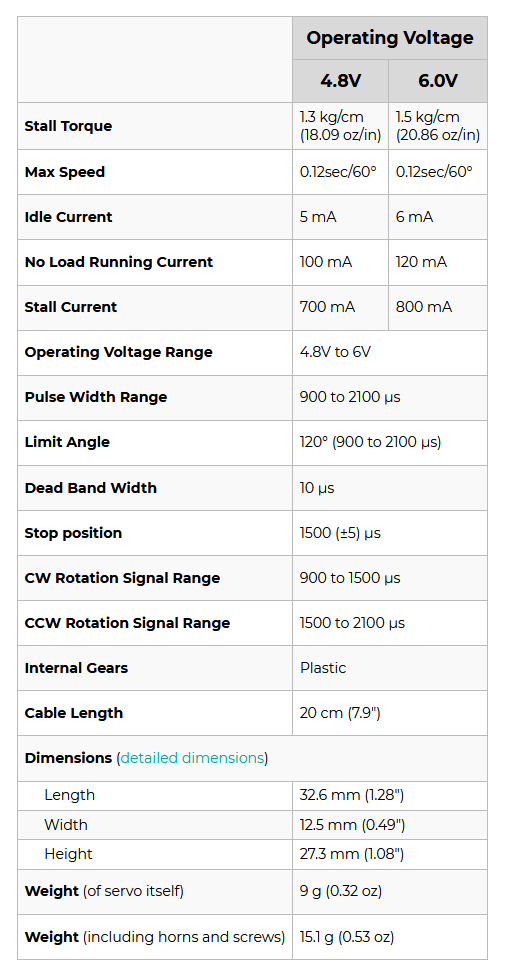 Operating Voltage
4.8V 6.0V
Stall Torque 1.3 kg/cm 1.5 kg/cm
(18.09 oz/in) (20.86 oz/in)
Max Speed 0.12sec/60° 0.12sec/60°
Idle Current 5 mA 6 mA
No Load Running Current 100 mA 120 mA
Stall Current 700 mA 800 mA
Operating Voltage Range 4.8V to 6V
Pulse Width Range 900 to 2100 µs
Limit Angle 120° (900 to 2100 µs)
Dead Band Width 10 µs
Stop position 1500 (±5) µs
CW Rotation Signal Range 900 to 1500 µs
CCW Rotation Signal Range 1500 to 2100 µs
Internal Gears Plastic
Cable Length 20 cm (7.9")
Dimensions (detailed dimensions)
Length 32.6 mm (1.28")
Width 12.5 mm (0.49")
Height 27.3 mm (1.08")
Weight (of servo itself) 9 g (0.32 oz)
Weight (including horns and screws) 15.1 g (0.53 oz)